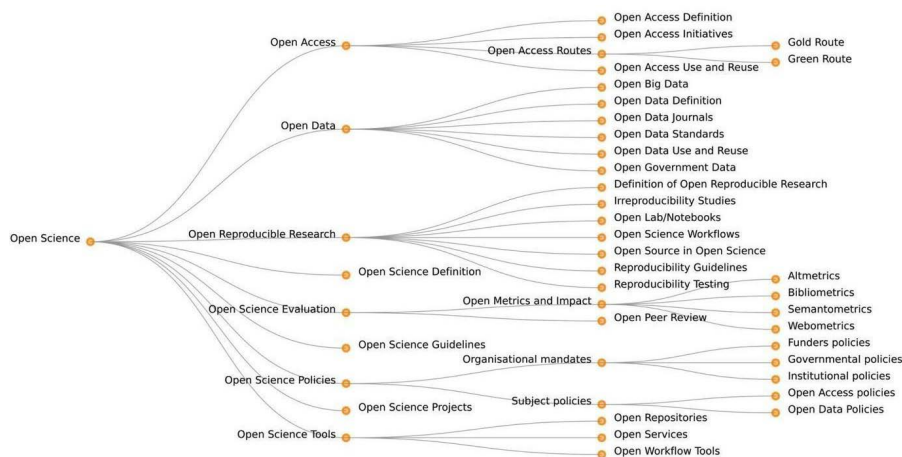 Open Science
Open Access
Open Access Definition
Open Access Initiatives
Open Access Routes
Gold Route
Green Route
Open Access Use and Reuse
Open Data
Open Big Data
Open Data Definition
Open Data Journals
Open Data Standards
Open Data Use and Reuse
Open Government Data
Open Reproducible Research
Definition of Open Reproducible Research
Irreproducibility Studies
Open Lab/Notebooks
Open Science Workflows
Open Source in Open Science
Reproducibility Guidelines
Reproducibility Testing
Open Science Definition
Open Science Evaluation
Open Metrics and Impact
Altmetrics
Bibliometrics
Semantometrics
Webometrics
Open Peer Review
Open Science Guidelines
Open Science Policies
Organisational mandates
Funders policies
Governmental policies
Institutional policies
Subject policies
Open Access policies
Open Data Policies
Open Science Projects
Open Science Tools
Open Repositories
Open Services
Open Workflow Tools